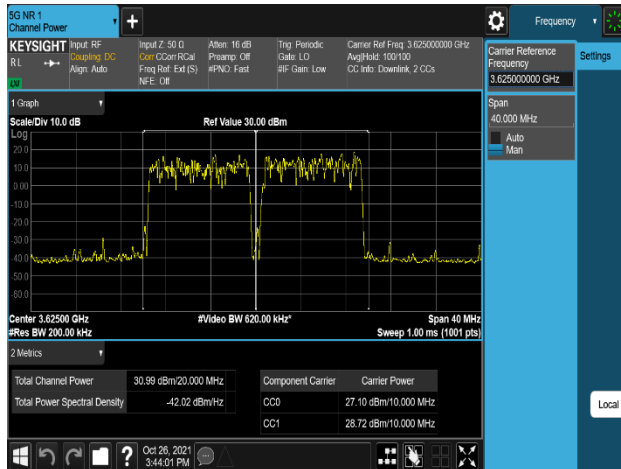 5G NR 1
Channel Power
Frequency
KEYSIGHT
Input: RF
Input Z: 50 Ω
Atten: 16 dB
Trig: Periodic
Carrier Ref Freq: 3.625000000 GHz
R L
Coupling: DC
Corr CCorr RCal
Preamp: Off
Gate: LO
Avg|Hold: 100/100
Align: Auto
Freq Ref: Ext (S)
#PNO: Fast
#IF Gain: Low
CC Info: Downlink, 2 CCs
NFE: Off
Carrier Reference
Frequency
3.625000000 GHz
Settings
Span
40.000 MHz
Auto
Man
1 Graph
Scale/Div 10.0 dB
Ref Value 30.00 dBm
Log
20.0
10.0
0.00
-10.0
-20.0
-30.0
-40.0
-50.0
-60.0
Center 3.62500 GHz
#Video BW 620.00 kHz*
Span 40 MHz
#Res BW 200.00 kHz
Sweep 1.00 ms (1001 pts)
2 Metrics
Total Channel Power
30.99 dBm/20.000 MHz
Component Carrier
Carrier Power
Total Power Spectral Density
-42.02 dBm/Hz
CC0
27.10 dBm/10.000 MHz
CC1
28.72 dBm/10.000 MHz
Local
?
Oct 26, 2021
3:44:01 PM